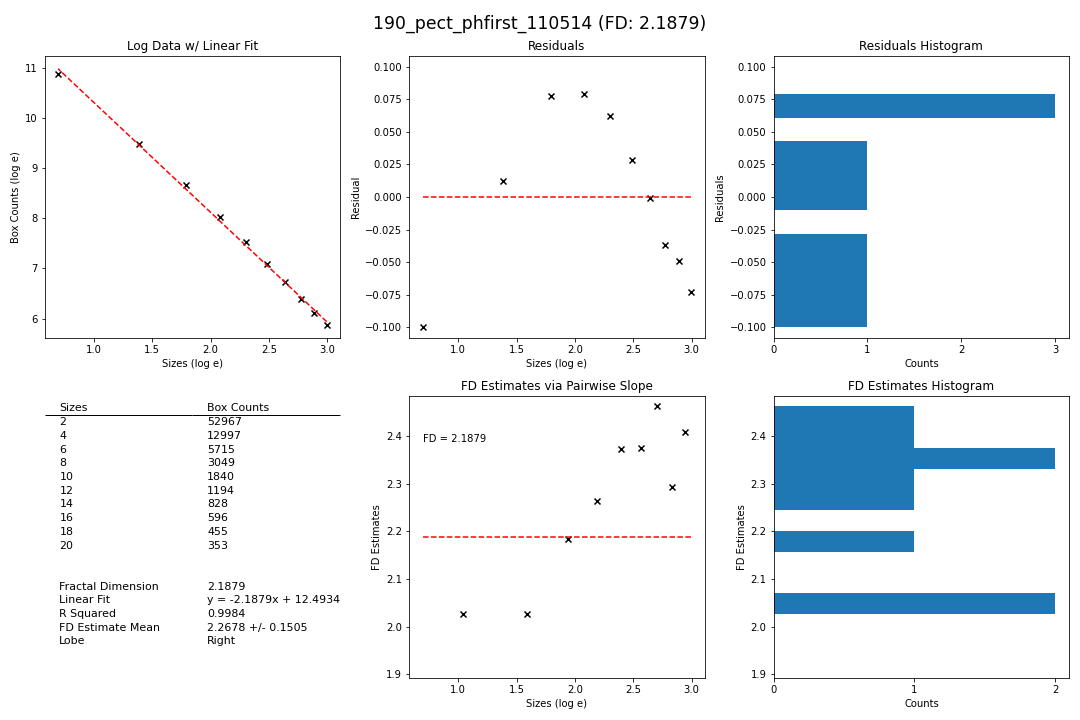 190_pect_phfirst_110514 (FD: 2.1879)
Log Data w/ Linear Fit
11
10
9
8
7
6
Box Counts (log e)
1.0 1.5 2.0 2.5 3.0
Sizes (log e)
Residuals
0.100
0.075
0.050
0.025
0.000
−0.025
−0.050
−0.075
−0.100
Residual
1.0 1.5 2.0 2.5 3.0
Sizes (log e)
Residuals Histogram
0.100
0.075
0.050
0.025
0.000
−0.025
−0.050
−0.075
−0.100
Residuals
0 1 2 3
Counts
Sizes Box Counts
2 52967
4 12997
6 5715
8 3049
10 1840
12 1194
14 828
16 596
18 455
20 353
Fractal Dimension 2.1879
Linear Fit y = -2.1879x + 12.4934
R Squared 0.9984
FD Estimate Mean 2.2678 +/- 0.1505
Lobe Right
FD Estimates via Pairwise Slope
FD = 2.1879
2.4
2.3
2.2
2.1
2.0
1.9
FD Estimates
1.0 1.5 2.0 2.5 3.0
Sizes (log e)
FD Estimates Histogram
2.4
2.3
2.2
2.1
2.0
1.9
FD Estimates
0 1 2
Counts